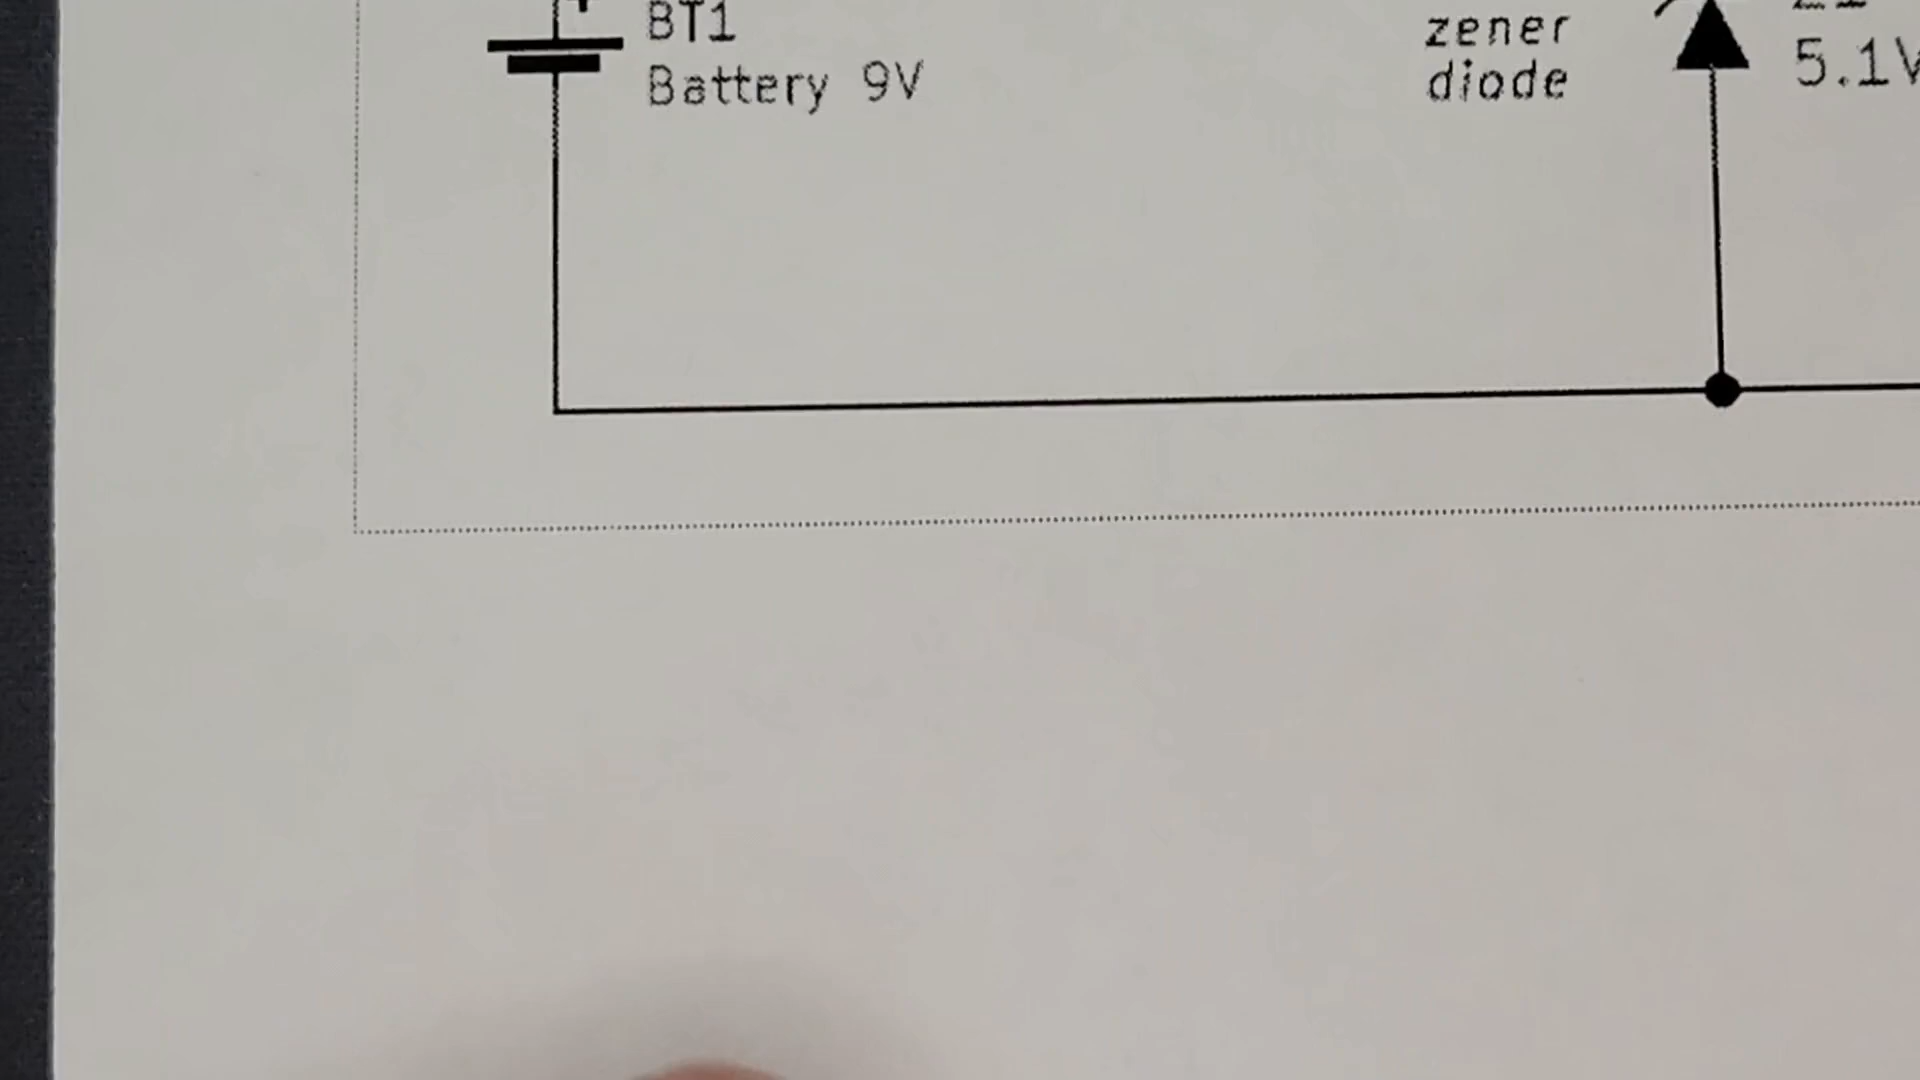 BT1
Battery 9V
zener
diode
5.1V